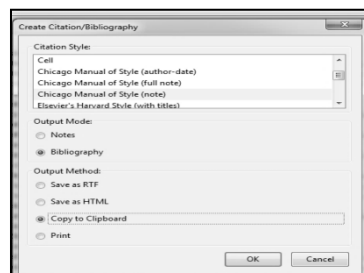 Create Citation/Bibliography
Citation Style:
Cell
Chicago Manual of Style (author-date)
Chicago Manual of Style (full note)
Chicago Manual of Style (note)
Elsevier's Harvard Style (with titles)
Output Mode:
Notes
Bibliography
Output Method:
Save as RTF
Save as HTML
Copy to Clipboard
Print
OK Cancel